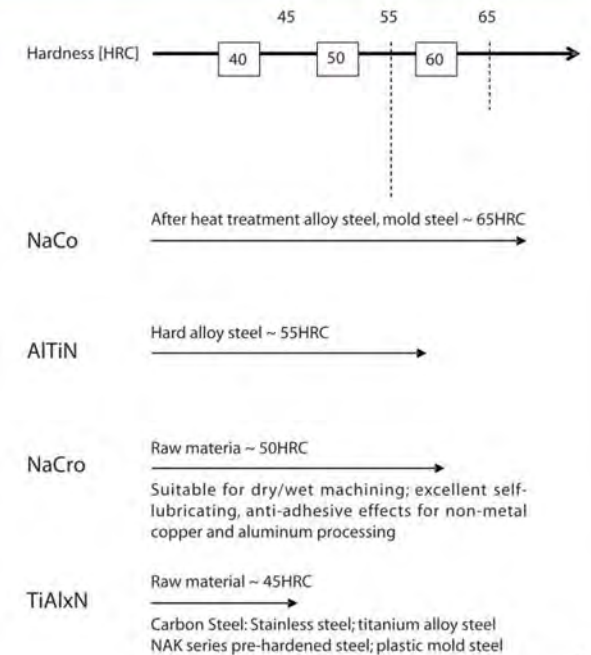 45 55 65
Hardness [HRC] 40 50 60
After heat treatment alloy steel, mold steel ~ 65HRC
NaCo
Hard alloy steel ~ 55HRC
AlTiN
Raw materia ~ 50HRC
NaCro
Suitable for dry/wet machining; excellent self-
lubricating, anti-adhesive effects for non-metal
copper and aluminum processing
Raw material ~ 45HRC
TiAlxN
Carbon Steel: Stainless steel; titanium alloy steel
NAK series pre-hardened steel; plastic mold steel